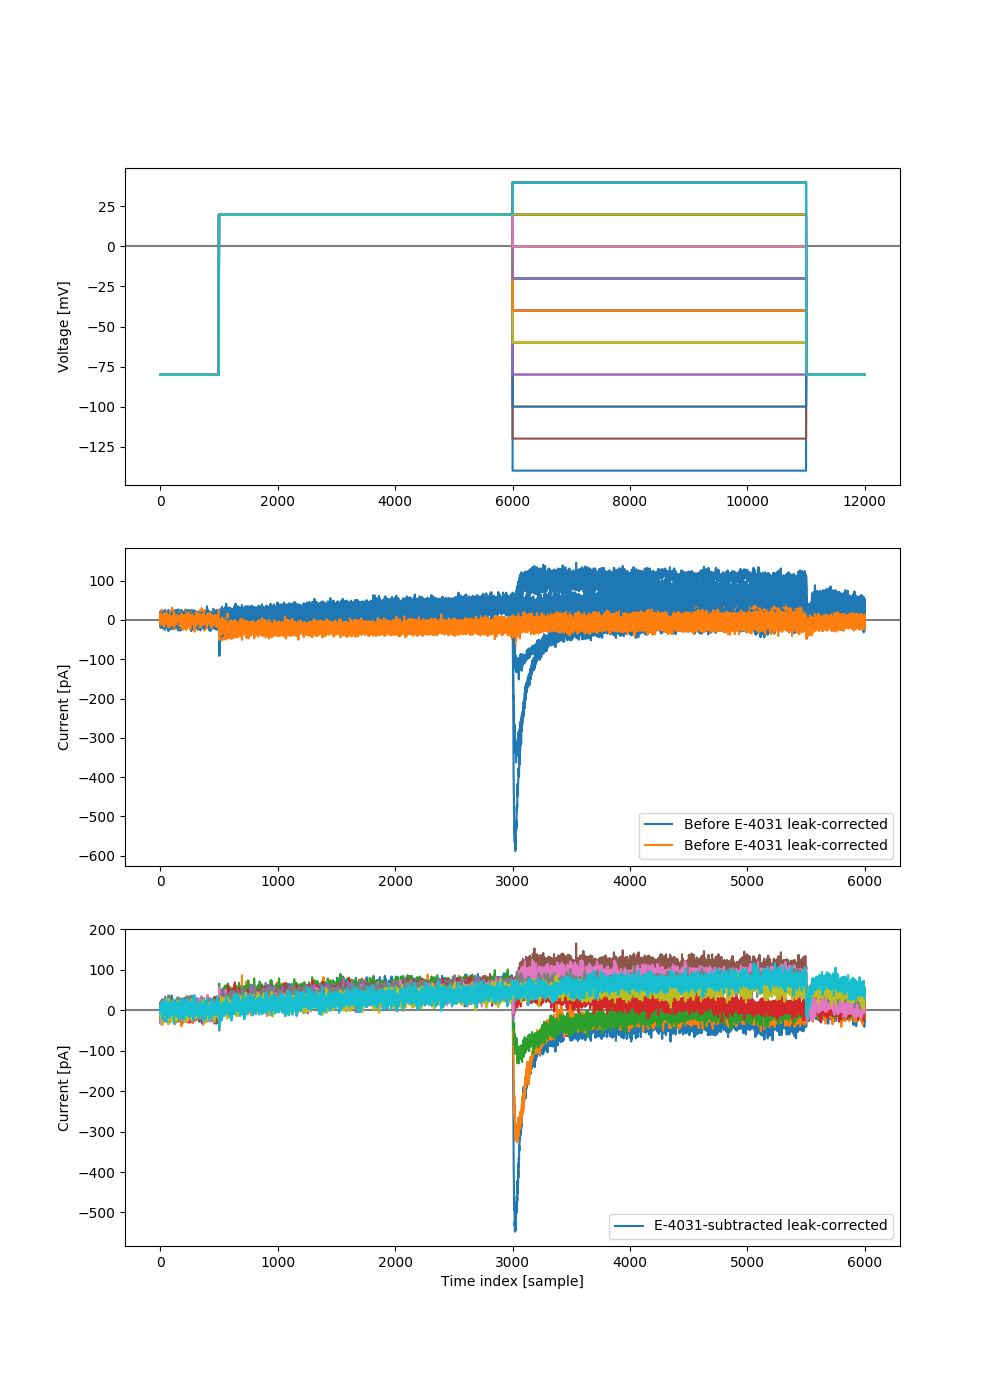 25
0
−25
−50
−75
−100
−125
Voltage [mV]
0 2000 4000 6000 8000 10000 12000
100
0
−100
−200
−300
−400
−500
−600
Current [pA]
Before E-4031 leak-corrected
Before E-4031 leak-corrected
0 1000 2000 3000 4000 5000 6000
200
100
0
−100
−200
−300
−400
−500
Current [pA]
E-4031-subtracted leak-corrected
0 1000 2000 3000 4000 5000 6000
Time index [sample]